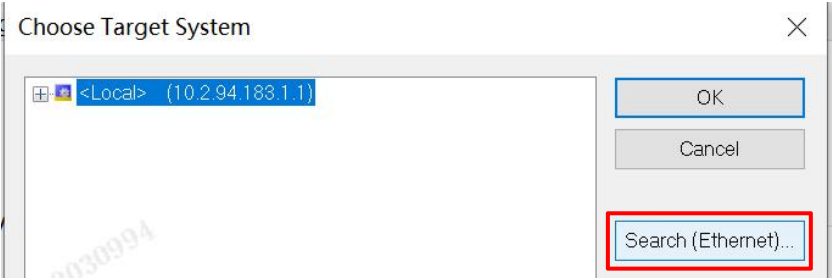 Choose Target System
<Local> (10.2.94.183.1.1)
OK
Cancel
Search (Ethernet)...